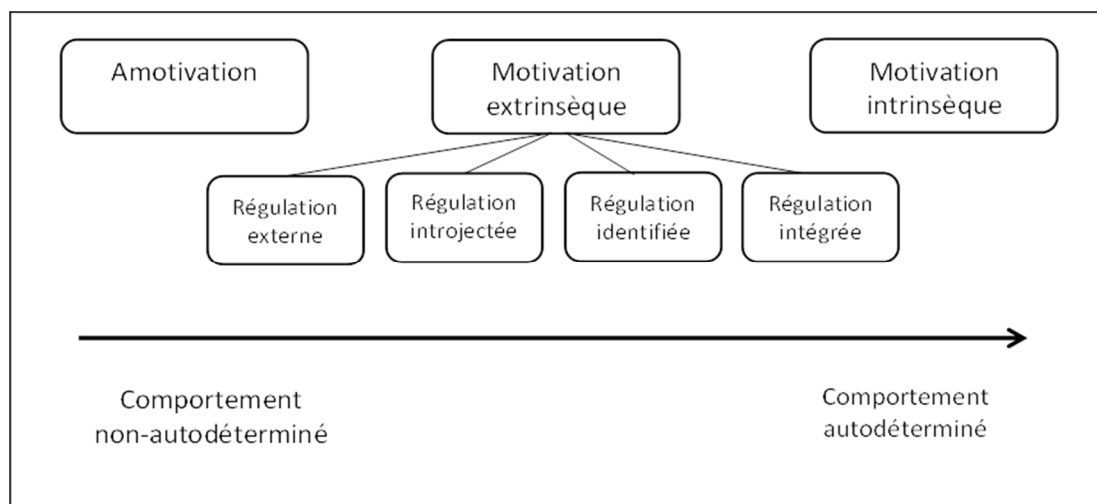 Amotivation
Motivation
extrinsèque
Motivation
intrinsèque
Régulation
externe
Régulation
introjectée
Régulation
identifiée
Régulation
intégrée
Comportement
non-autodéterminé
Comportement
autodéterminé